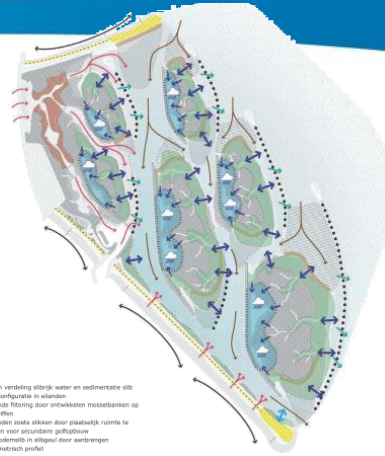 verdeling slibrijk water en sedimentatie slib
configuratie in eilanden
de filtering door ontwikkelen mosselbanken op
den zoete slikken door plaatselijk ruimte te
en voor secundaire golfopbouw
odemslib in slibgeul door aanbrengen
metrisch profiel